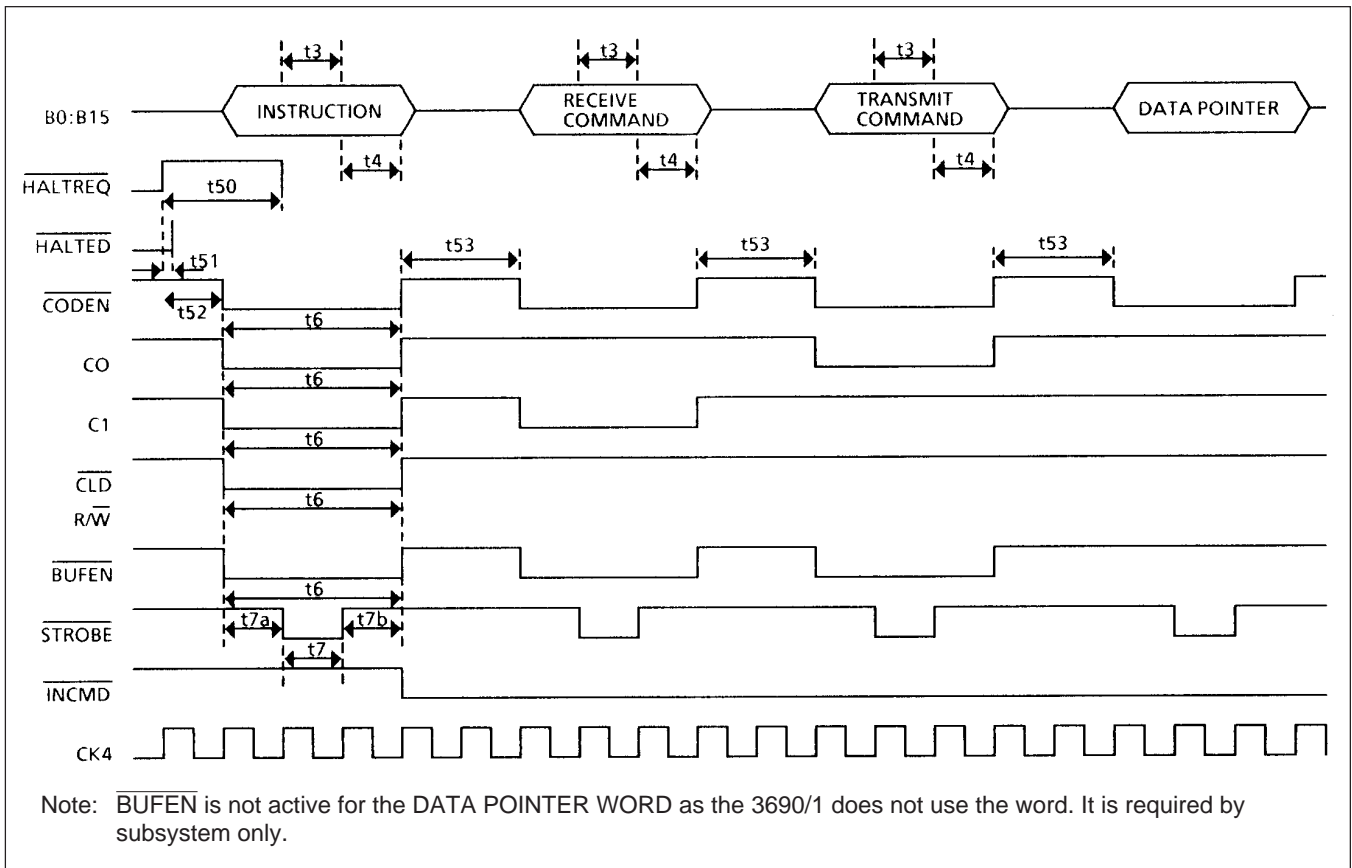 t3 t3 t3
B0:B15 INSTRUCTION RECEIVE COMMAND TRANSMIT COMMAND DATA POINTER
t4 t4 t4
HALTREQ
t50
HALTED
t51
t53 t53 t53
CODEN
t52
t6
CO
t6
C1
t6
CLD
t6
R/W
BUFEN
t6
t7a t7b
STROBE
t7
INCMD
CK4
Note: BUFEN is not active for the DATA POINTER WORD as the 3690/1 does not use the word. It is required by
subsystem only.